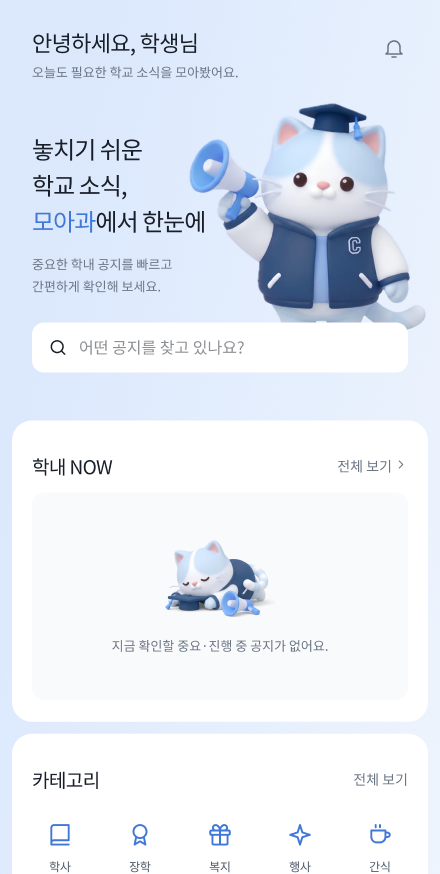 안녕하세요, 학생님
오늘도 필요한 학교 소식을 모아봤어요.
놓치기 쉬운
학교 소식,
모아과에서 한눈에
C
중요한 학내 공지를 빠르고
간편하게 확인해 보세요.
어떤 공지를 찾고 있나요?
학내 NOW
전체 보기
지금 확인할 중요·진행 중 공지가 없어요.
카테고리
전체 보기
학사
장학
복지
행사
간식